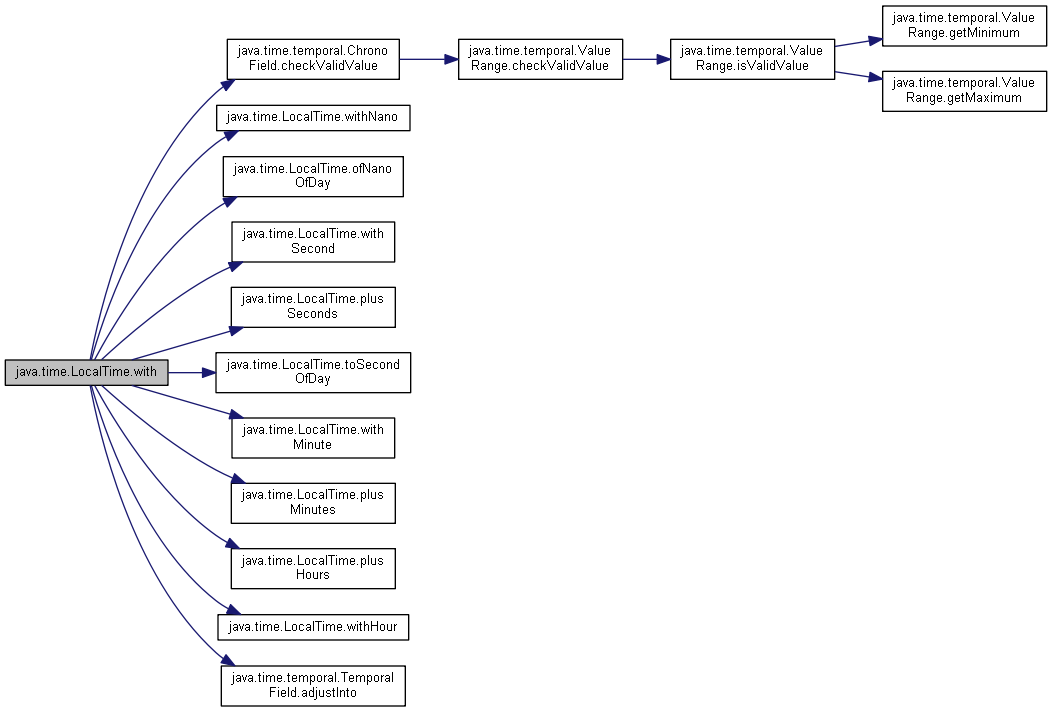 java.time.temporal.Value
Range.getMinimum
java.time.temporal.Chrono
Field.checkValidValue
java.time.temporal.Value
Range.checkValidValue
java.time.temporal.Value
Range.isValidValue
java.time.temporal.Value
Range.getMaximum
java.time.LocalTime.withNano
java.time.LocalTime.ofNano
OfDay
java.time.LocalTime.with
Second
java.time.LocalTime.plus
Seconds
java.time.LocalTime.with
java.time.LocalTime.toSecond
OfDay
java.time.LocalTime.with
Minute
java.time.LocalTime.plus
Minutes
java.time.LocalTime.plus
Hours
java.time.LocalTime.withHour
java.time.temporal.Temporal
Field.adjustInto